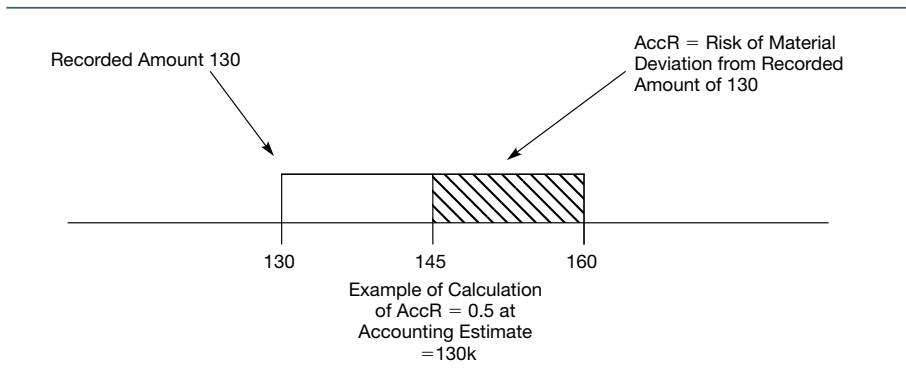 Recorded Amount 130
AccR = Risk of Material
Deviation from Recorded
Amount of 130
130
145
160
Example of Calculation
of AccR = 0.5 at
Accounting Estimate
=130k